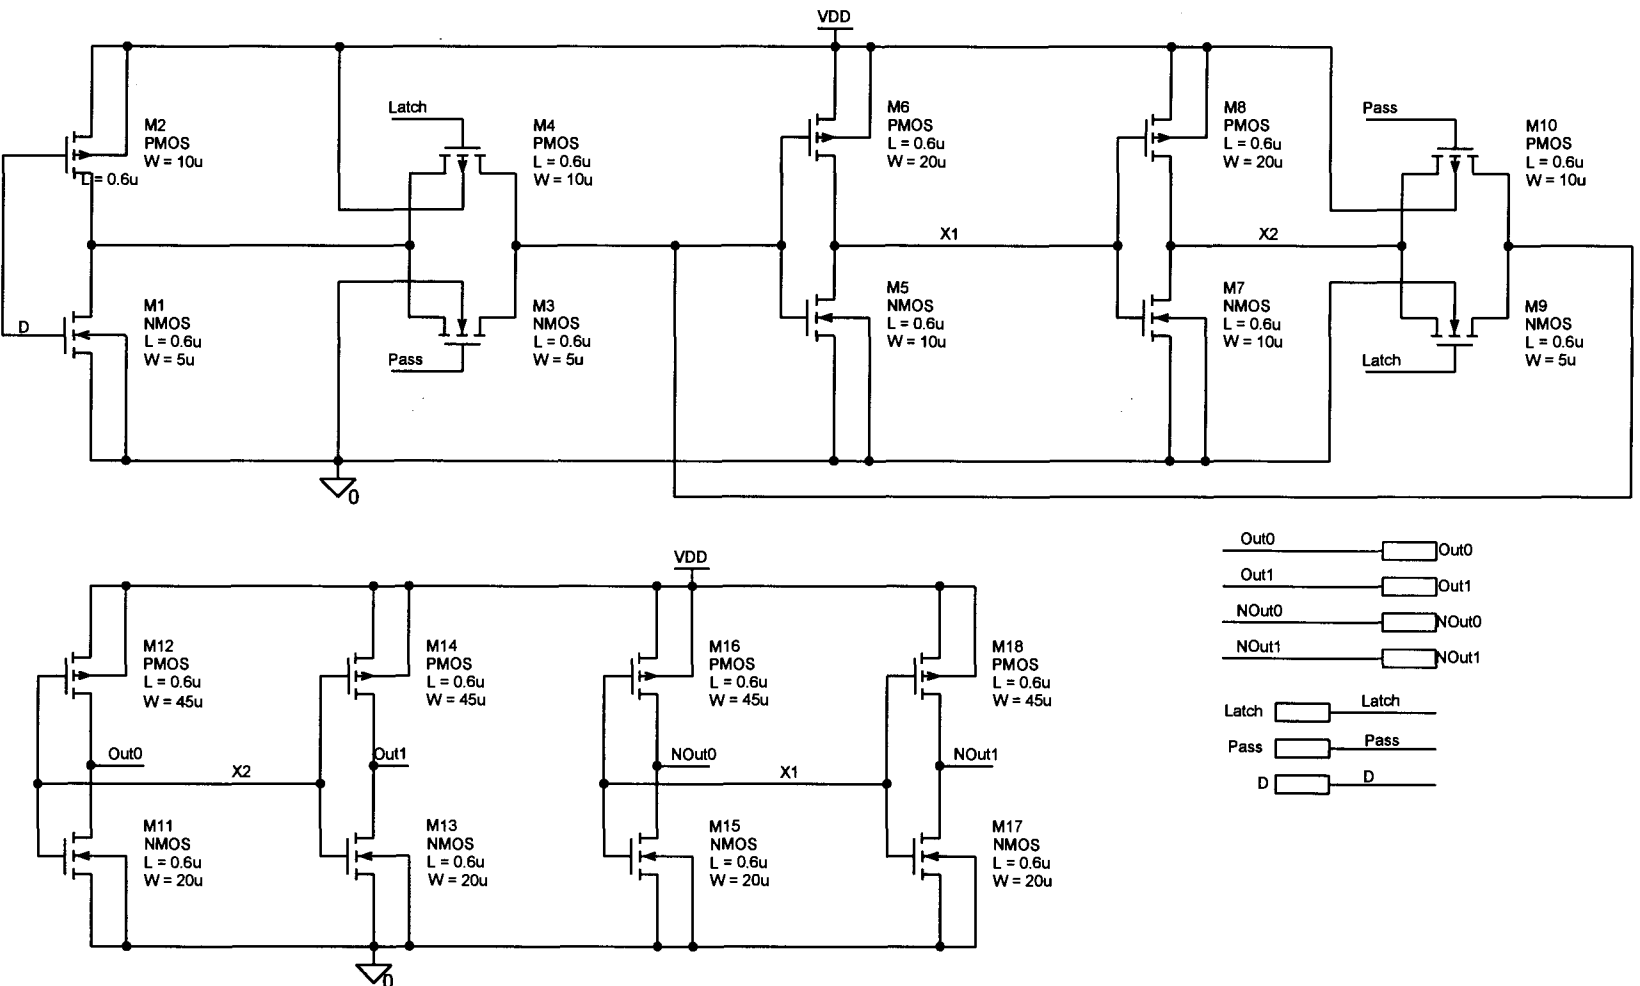 VDD
Latch
M6
PMOS
L = 0.6u
W = 20u
M8
PMOS
L = 0.6u
W = 20u
Pass
M2
PMOS
W = 10u
L = 0.6u
M4
PMOS
L = 0.6u
W = 10u
M10
PMOS
L = 0.6u
W = 10u
X1
X2
D
M1
NMOS
L = 0.6u
W = 5u
M3
NMOS
L = 0.6u
W = 5u
Pass
M5
NMOS
L = 0.6u
W = 10u
M7
NMOS
L = 0.6u
W = 10u
M9
NMOS
L = 0.6u
W = 5u
Latch
0
VDD
M12
PMOS
L = 0.6u
W = 45u
M14
PMOS
L = 0.6u
W = 45u
M16
PMOS
L = 0.6u
W = 45u
M18
PMOS
L = 0.6u
W = 45u
Out0
X2
Out1
NOut0
X1
NOut1
M11
NMOS
L = 0.6u
W = 20u
M13
NMOS
L = 0.6u
W = 20u
M15
NMOS
L = 0.6u
W = 20u
M17
NMOS
L = 0.6u
W = 20u
0
Out0 Out0
Out1 Out1
NOut0 NOut0
NOut1 NOut1
Latch Latch
Pass Pass
D D